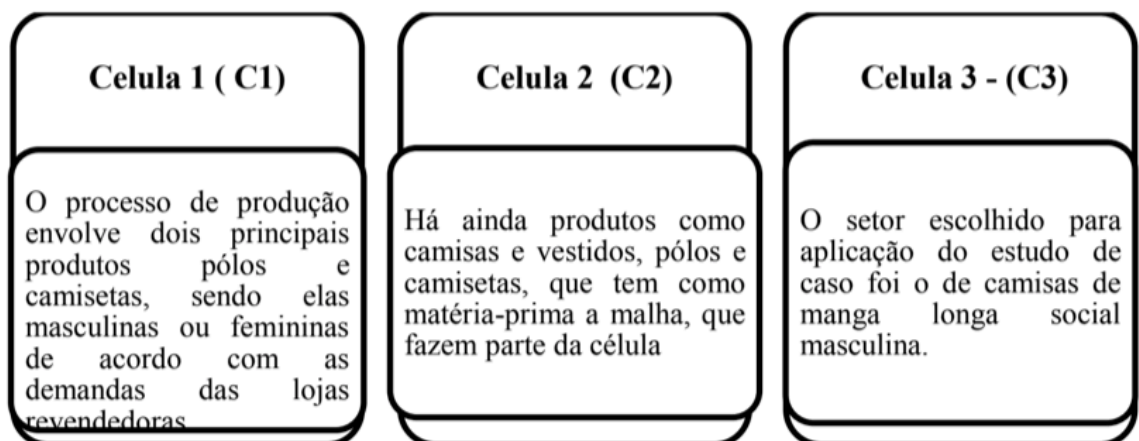 Celula 1 ( C1)
O processo de produção
envolve dois principais
produtos pólos e
camisetas, sendo elas
masculinas ou femininas
de acordo com as
demandas das lojas
revendedoras
Celula 2 (C2)
Há ainda produtos como
camisas e vestidos, pólos e
camisetas, que tem como
matéria-prima a malha, que
fazem parte da célula
Celula 3 - (C3)
O setor escolhido para
aplicação do estudo de
caso foi o de camisas de
manga longa social
masculina.